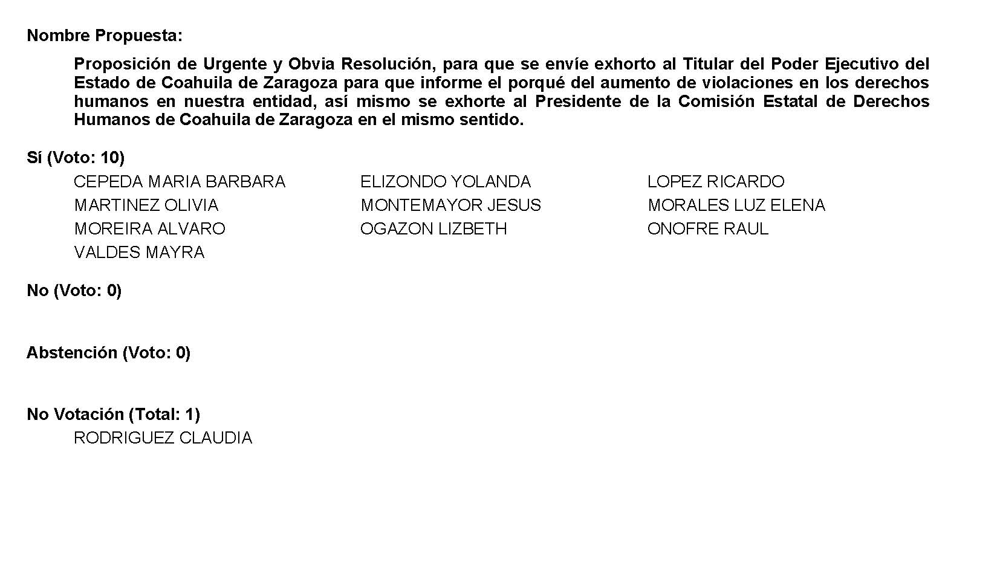 Nombre Propuesta:
Proposición de Urgente y Obvia Resolución, para que se envíe exhorto al Titular del Poder Ejecutivo del
Estado de Coahuila de Zaragoza para que informe el porqué del aumento de violaciones en los derechos
humanos en nuestra entidad, así mismo se exhorte al Presidente de la Comisión Estatal de Derechos
Humanos de Coahuila de Zaragoza en el mismo sentido.
Sí (Voto: 10)
CEPEDA MARIA BARBARA ELIZONDO YOLANDA LOPEZ RICARDO
MARTINEZ OLIVIA MONTEMAYOR JESUS MORALES LUZ ELENA
MOREIRA ALVARO OGAZON LIZBETH ONOFRE RAUL
VALDES MAYRA
No (Voto: 0)
Abstención (Voto: 0)
No Votación (Total: 1)
RODRIGUEZ CLAUDIA